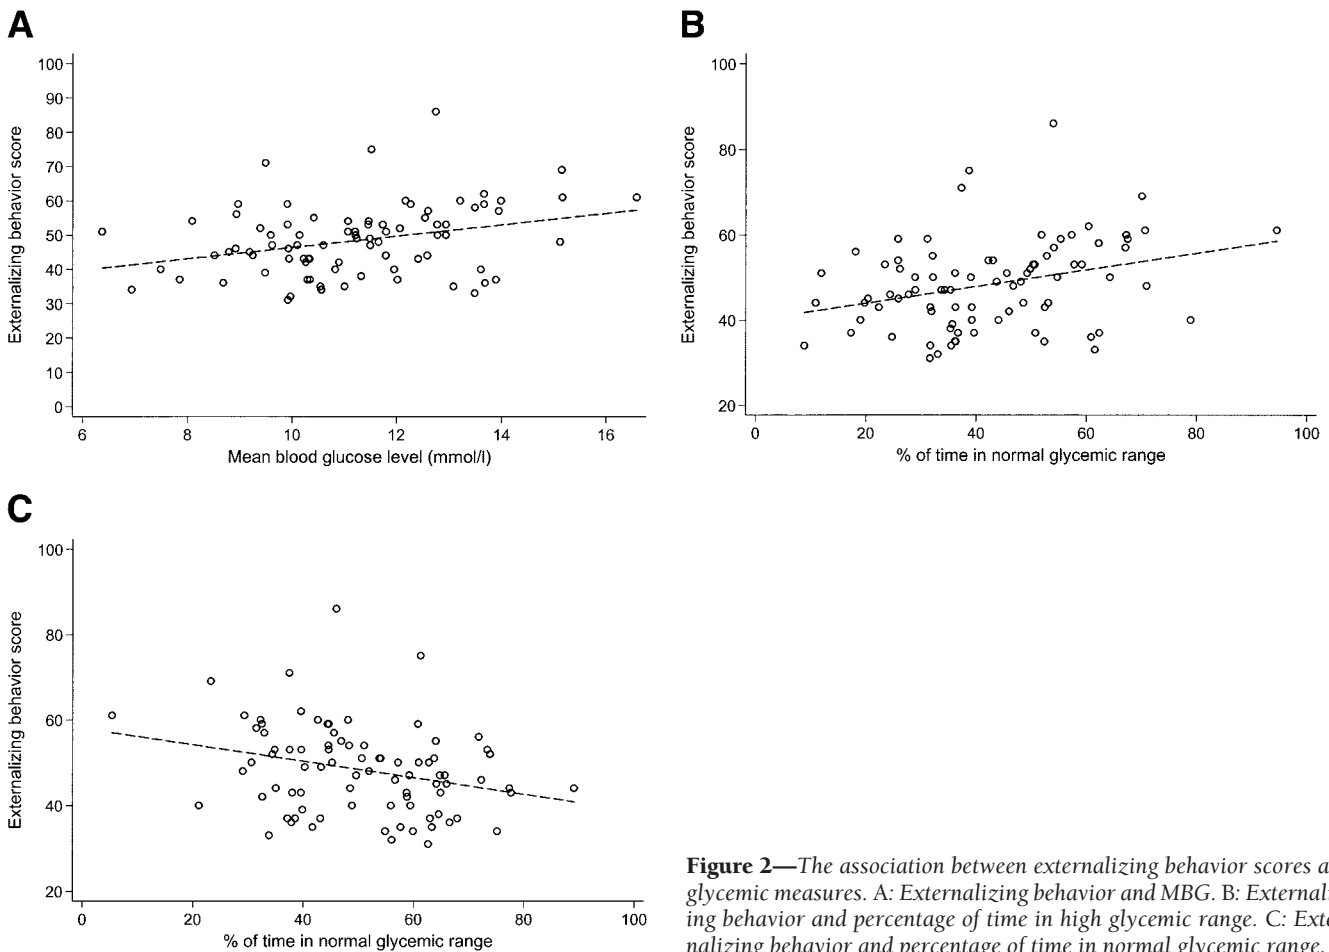 A
100
90
80
70
60
50
40
30
20
10
0
Externalizing behavior score
6 8 10 12 14 16
Mean blood glucose level (mmol/l)
B
100
80
60
40
20
Externalizing behavior score
0 20 40 60 80 100
% of time in normal glycemic range
C
100
80
60
40
20
Externalizing behavior score
0 20 40 60 80 100
% of time in normal glycemic range
Figure 2—The association between externalizing behavior scores a
glycemic measures. A: Externalizing behavior and MBG. B: Externali
ing behavior and percentage of time in high glycemic range. C: Exte
nalizing behavior and percentage of time in normal glycemic range.